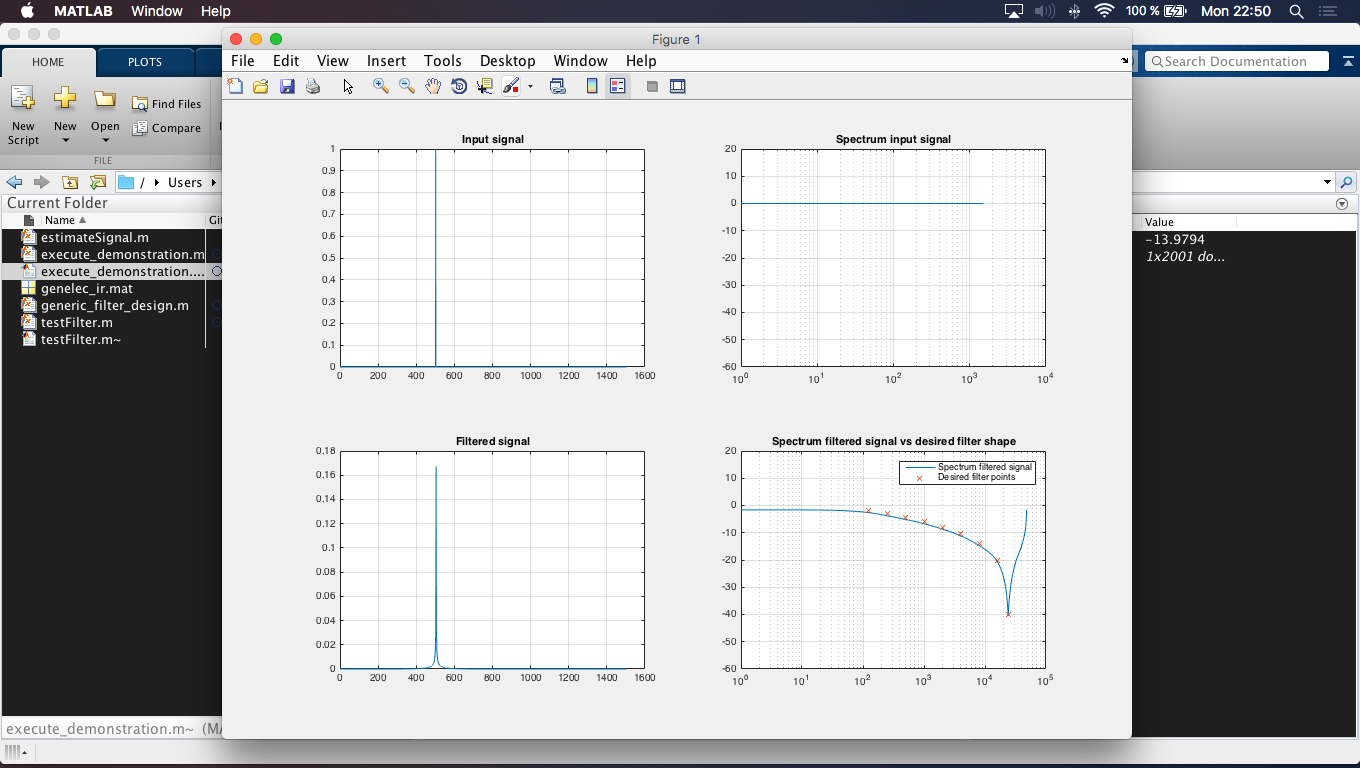 MATLAB Window Help 100 % Mon 22:50
Figure 1
HOME PLOTS Search Documentation
File Edit View Insert Tools Desktop Window Help
New Script New Open Find Files
Compare
FILE
/ Users
Current Folder
Name Git
estimateSignal.m
execute_demonstration.m
execute_demonstration....
genelec_ir.mat
generic_filter_design.m
testFilter.m
testFilter.m~
execute_demonstration.m~ (MA
Value
-13.9794
1x2001 do...
Input signal
1
0.9
0.8
0.7
0.6
0.5
0.4
0.3
0.2
0.1
0
0 200 400 600 800 1000 1200 1400 1600
Spectrum input signal
20
10
0
-10
-20
-30
-40
-50
-60
10^0 10^1 10^2 10^3 10^4
Filtered signal
0.18
0.16
0.14
0.12
0.1
0.08
0.06
0.04
0.02
0
0 200 400 600 800 1000 1200 1400 1600
Spectrum filtered signal vs desired filter shape
Spectrum filtered signal
Desired filter points
20
10
0
-10
-20
-30
-40
-50
-60
10^0 10^1 10^2 10^3 10^4 10^5